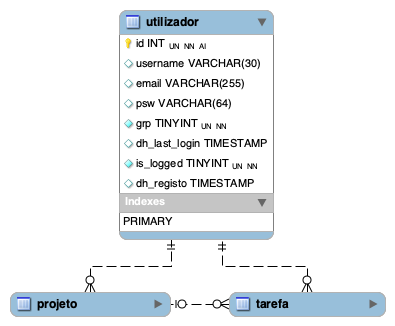 utilizador
id INT UN NN AI
username VARCHAR(30)
email VARCHAR(255)
psw VARCHAR(64)
grp TINYINT UN NN
dh_last_login TIMESTAMP
is_logged TINYINT UN NN
dh_registo TIMESTAMP
Indexes
PRIMARY
projeto
tarefa